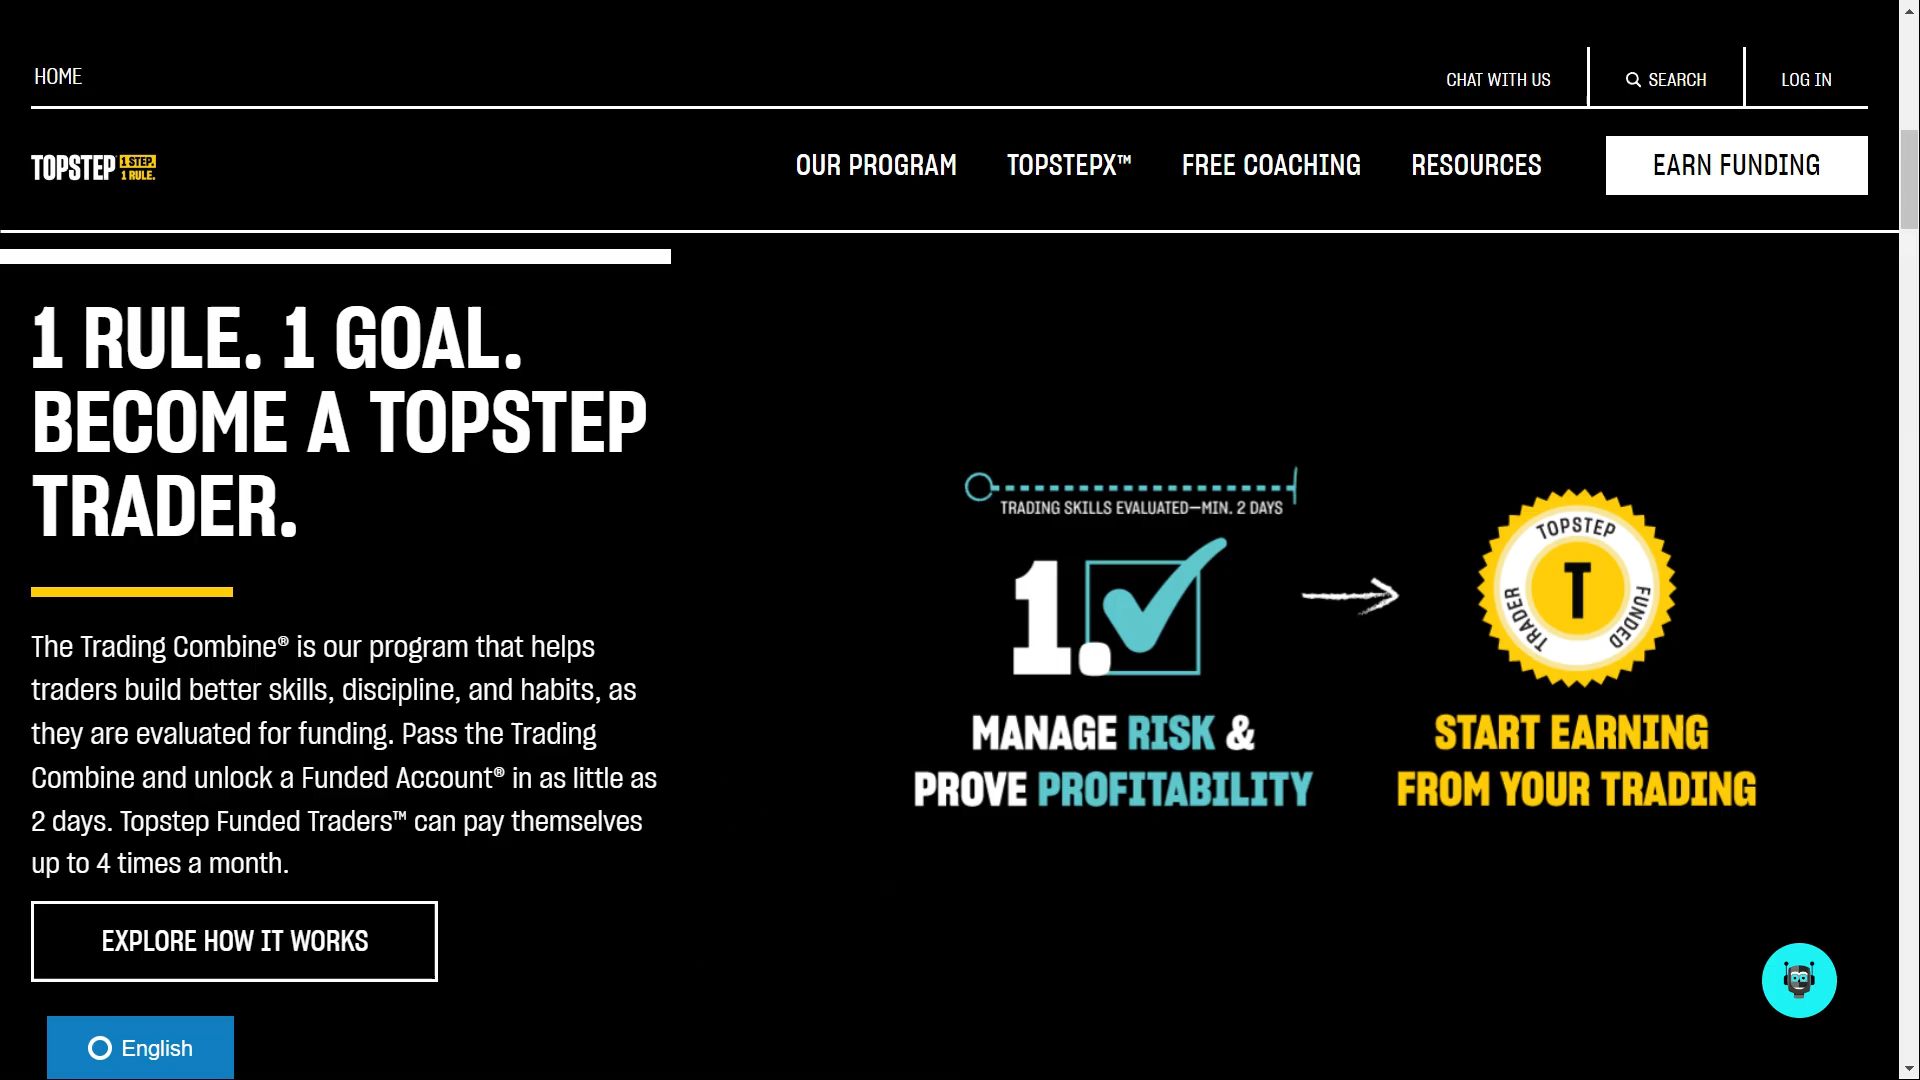 HOME
CHAT WITH US
SEARCH
LOG IN
TOPSTEP 1 STEP. 1 RULE.
OUR PROGRAM
TOPSTEPX™
FREE COACHING
RESOURCES
EARN FUNDING
1 RULE. 1 GOAL.
BECOME A TOPSTEP
TRADER.
The Trading Combine® is our program that helps
traders build better skills, discipline, and habits, as
they are evaluated for funding. Pass the Trading
Combine and unlock a Funded Account® in as little as
2 days. Topstep Funded Traders™ can pay themselves
up to 4 times a month.
EXPLORE HOW IT WORKS
TRADING SKILLS EVALUATED—MIN. 2 DAYS
1.
MANAGE RISK &
PROVE PROFITABILITY
TOPSTEP
FUNDED
TRADER
T
START EARNING
FROM YOUR TRADING
English